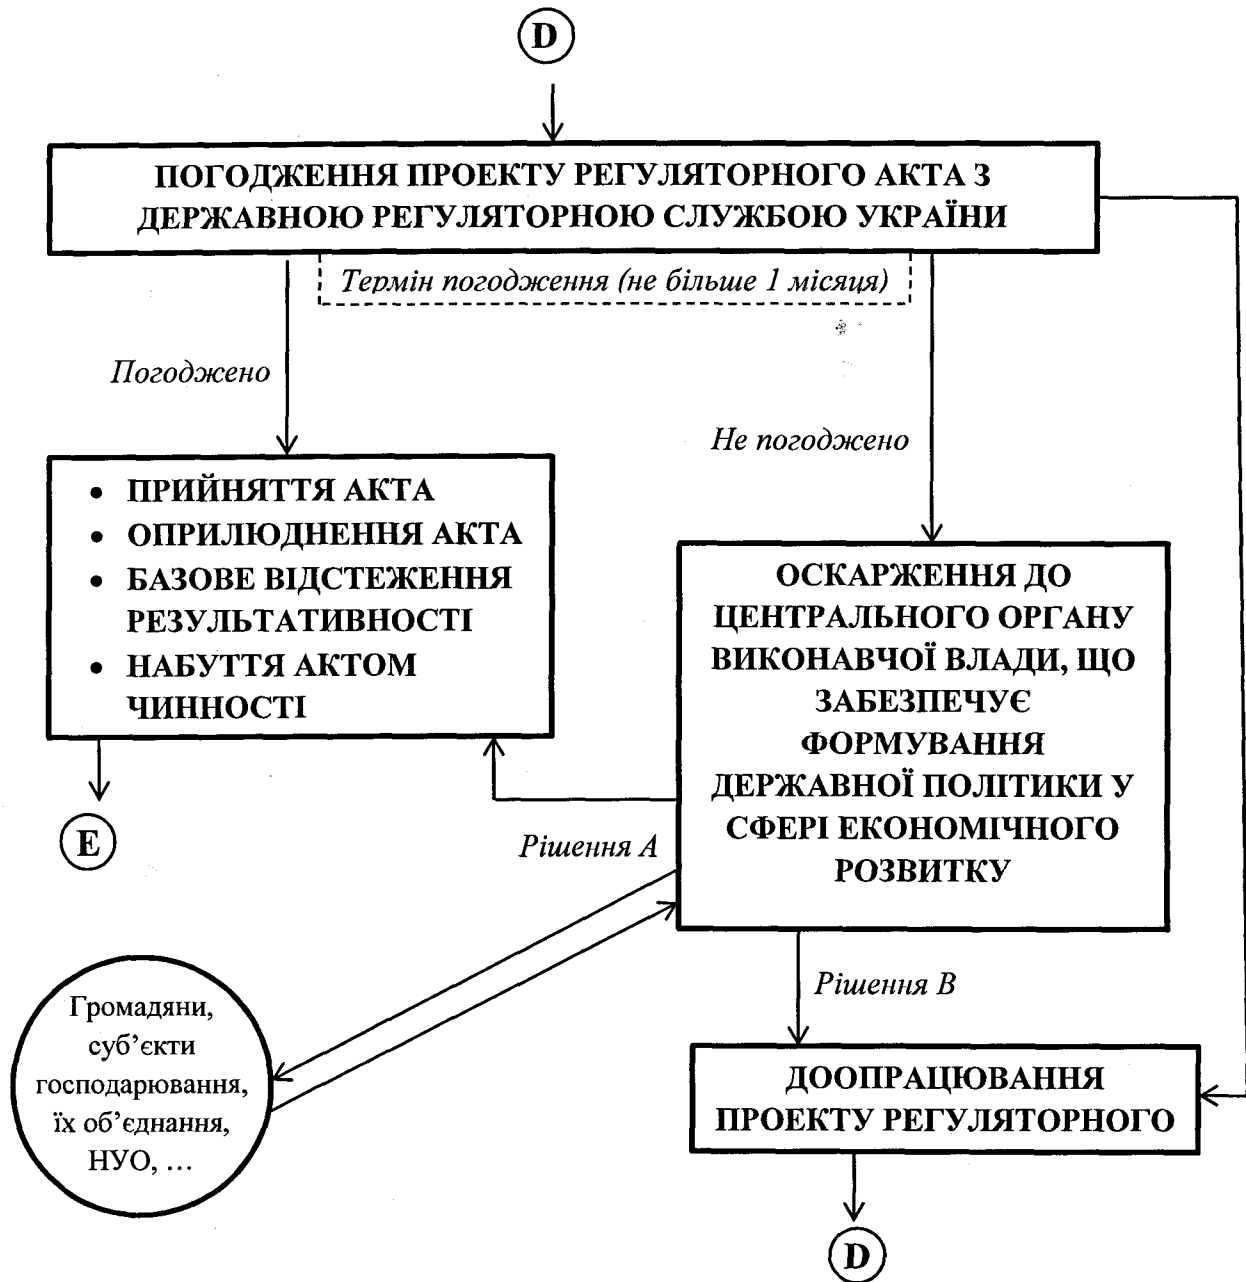 D
ПОГОДЖЕННЯ ПРОЕКТУ РЕГУЛЯТОРНОГО АКТА З
ДЕРЖАВНОЮ РЕГУЛЯТОРНОЮ СЛУЖБОЮ УКРАЇНИ
Термін погодження (не більше 1 місяця)
Погоджено
Не погоджено
• ПРИЙНЯТТЯ АКТА
• ОПРИЛЮДНЕННЯ АКТА
• БАЗОВЕ ВІДСТЕЖЕННЯ
РЕЗУЛЬТАТИВНОСТІ
• НАБУТТЯ АКТОМ
ЧИННОСТІ
ОСКАРЖЕННЯ ДО
ЦЕНТРАЛЬНОГО ОРГАНУ
ВИКОНАВЧОЇ ВЛАДИ, ЩО
ЗАБЕЗПЕЧУЄ
ФОРМУВАННЯ
ДЕРЖАВНОЇ ПОЛІТИКИ У
СФЕРІ ЕКОНОМІЧНОГО
РОЗВИТКУ
E
Рішення А
Рішення В
Громадяни,
суб’єкти
господарювання,
їх об’єднання,
НУО, …
ДООПРАЦЮВАННЯ
ПРОЕКТУ РЕГУЛЯТОРНОГО
D